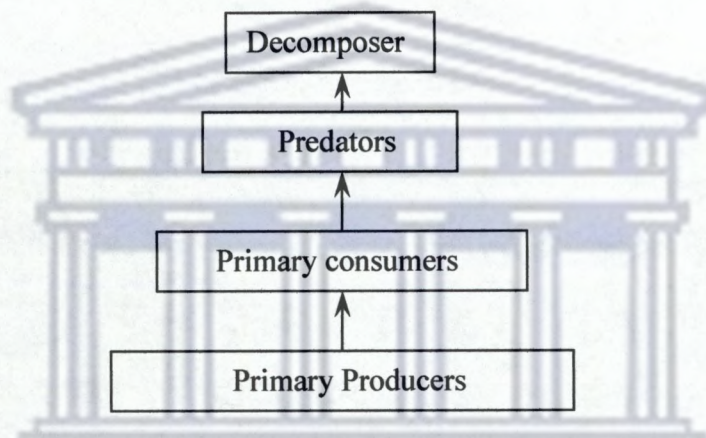 Decomposer
Predators
Primary consumers
Primary Producers